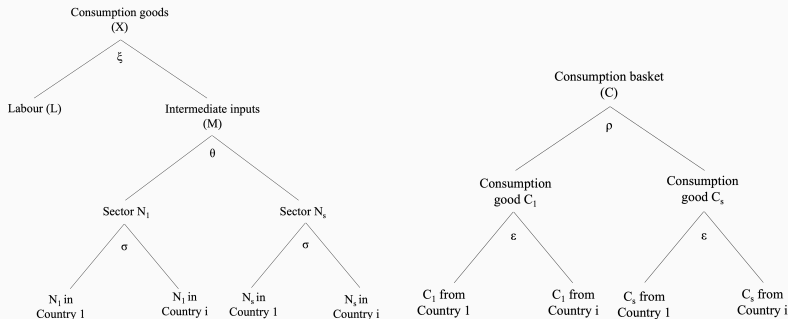 Consumption goods
(X)
ξ
Labour (L)
Intermediate inputs
(M)
θ
Sector N₁
Sector Nₛ
σ
σ
N₁ in
Country 1
N₁ in
Country i
Nₛ in
Country 1
Nₛ in
Country i
Consumption basket
(C)
ρ
Consumption
good C₁
Consumption
good Cₛ
ε
ε
C₁ from
Country 1
C₁ from
Country i
Cₛ from
Country 1
Cₛ from
Country i